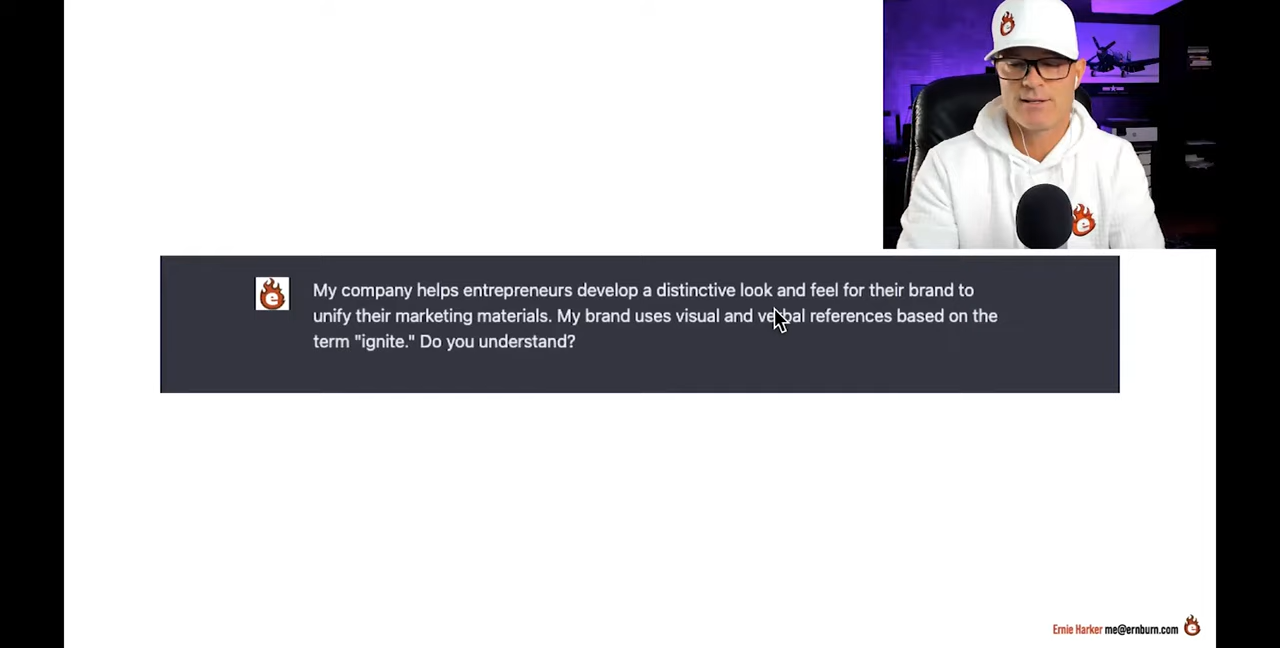 My company helps entrepreneurs develop a distinctive look and feel for their brand to
unify their marketing materials. My brand uses visual and verbal references based on the
term "ignite." Do you understand?
Ernie Harker me@ernburn.com